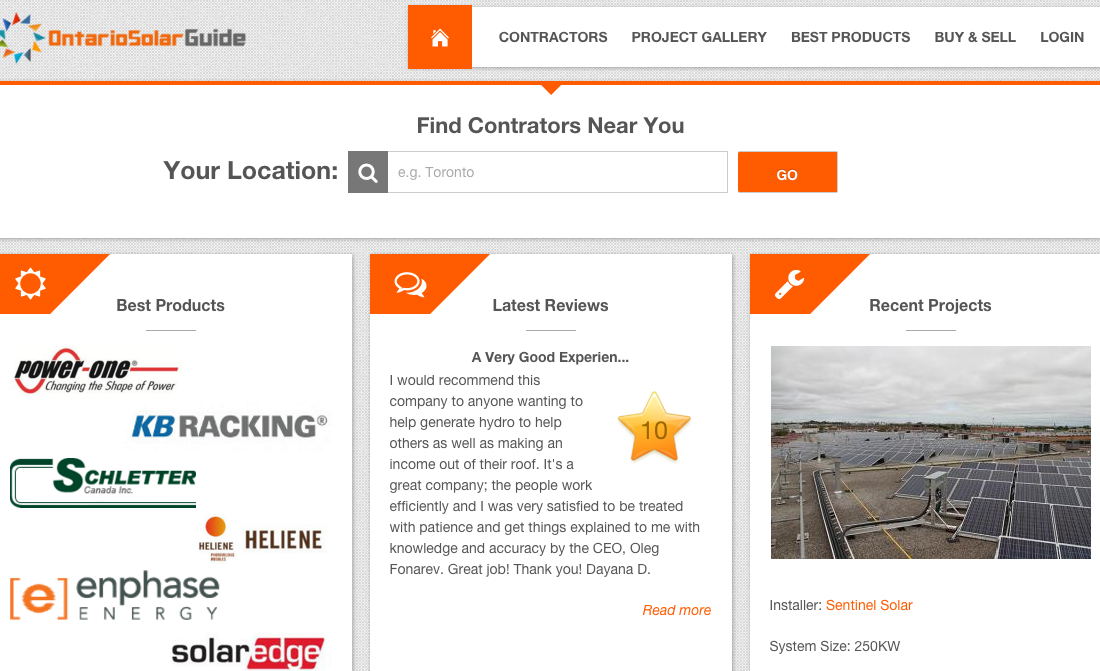 OntarioSolarGuide
CONTRACTORS PROJECT GALLERY BEST PRODUCTS BUY & SELL LOGIN
Find Contrators Near You
Your Location: e.g. Toronto GO
Best Products
power-one®
Changing the Shape of Power
KB RACKING®
SCHLETTER
Canada Inc.
HELIENE HELIENE
[e] enphase
ENERGY
solaredge
Latest Reviews
A Very Good Experien...
I would recommend this
company to anyone wanting to
help generate hydro to help
others as well as making an
income out of their roof. It's a
great company; the people work
efficiently and I was very satisfied to be treated
with patience and get things explained to me with
knowledge and accuracy by the CEO, Oleg
Fonarev. Great job! Thank you! Dayana D.
10
Read more
Recent Projects
Installer: Sentinel Solar
System Size: 250KW